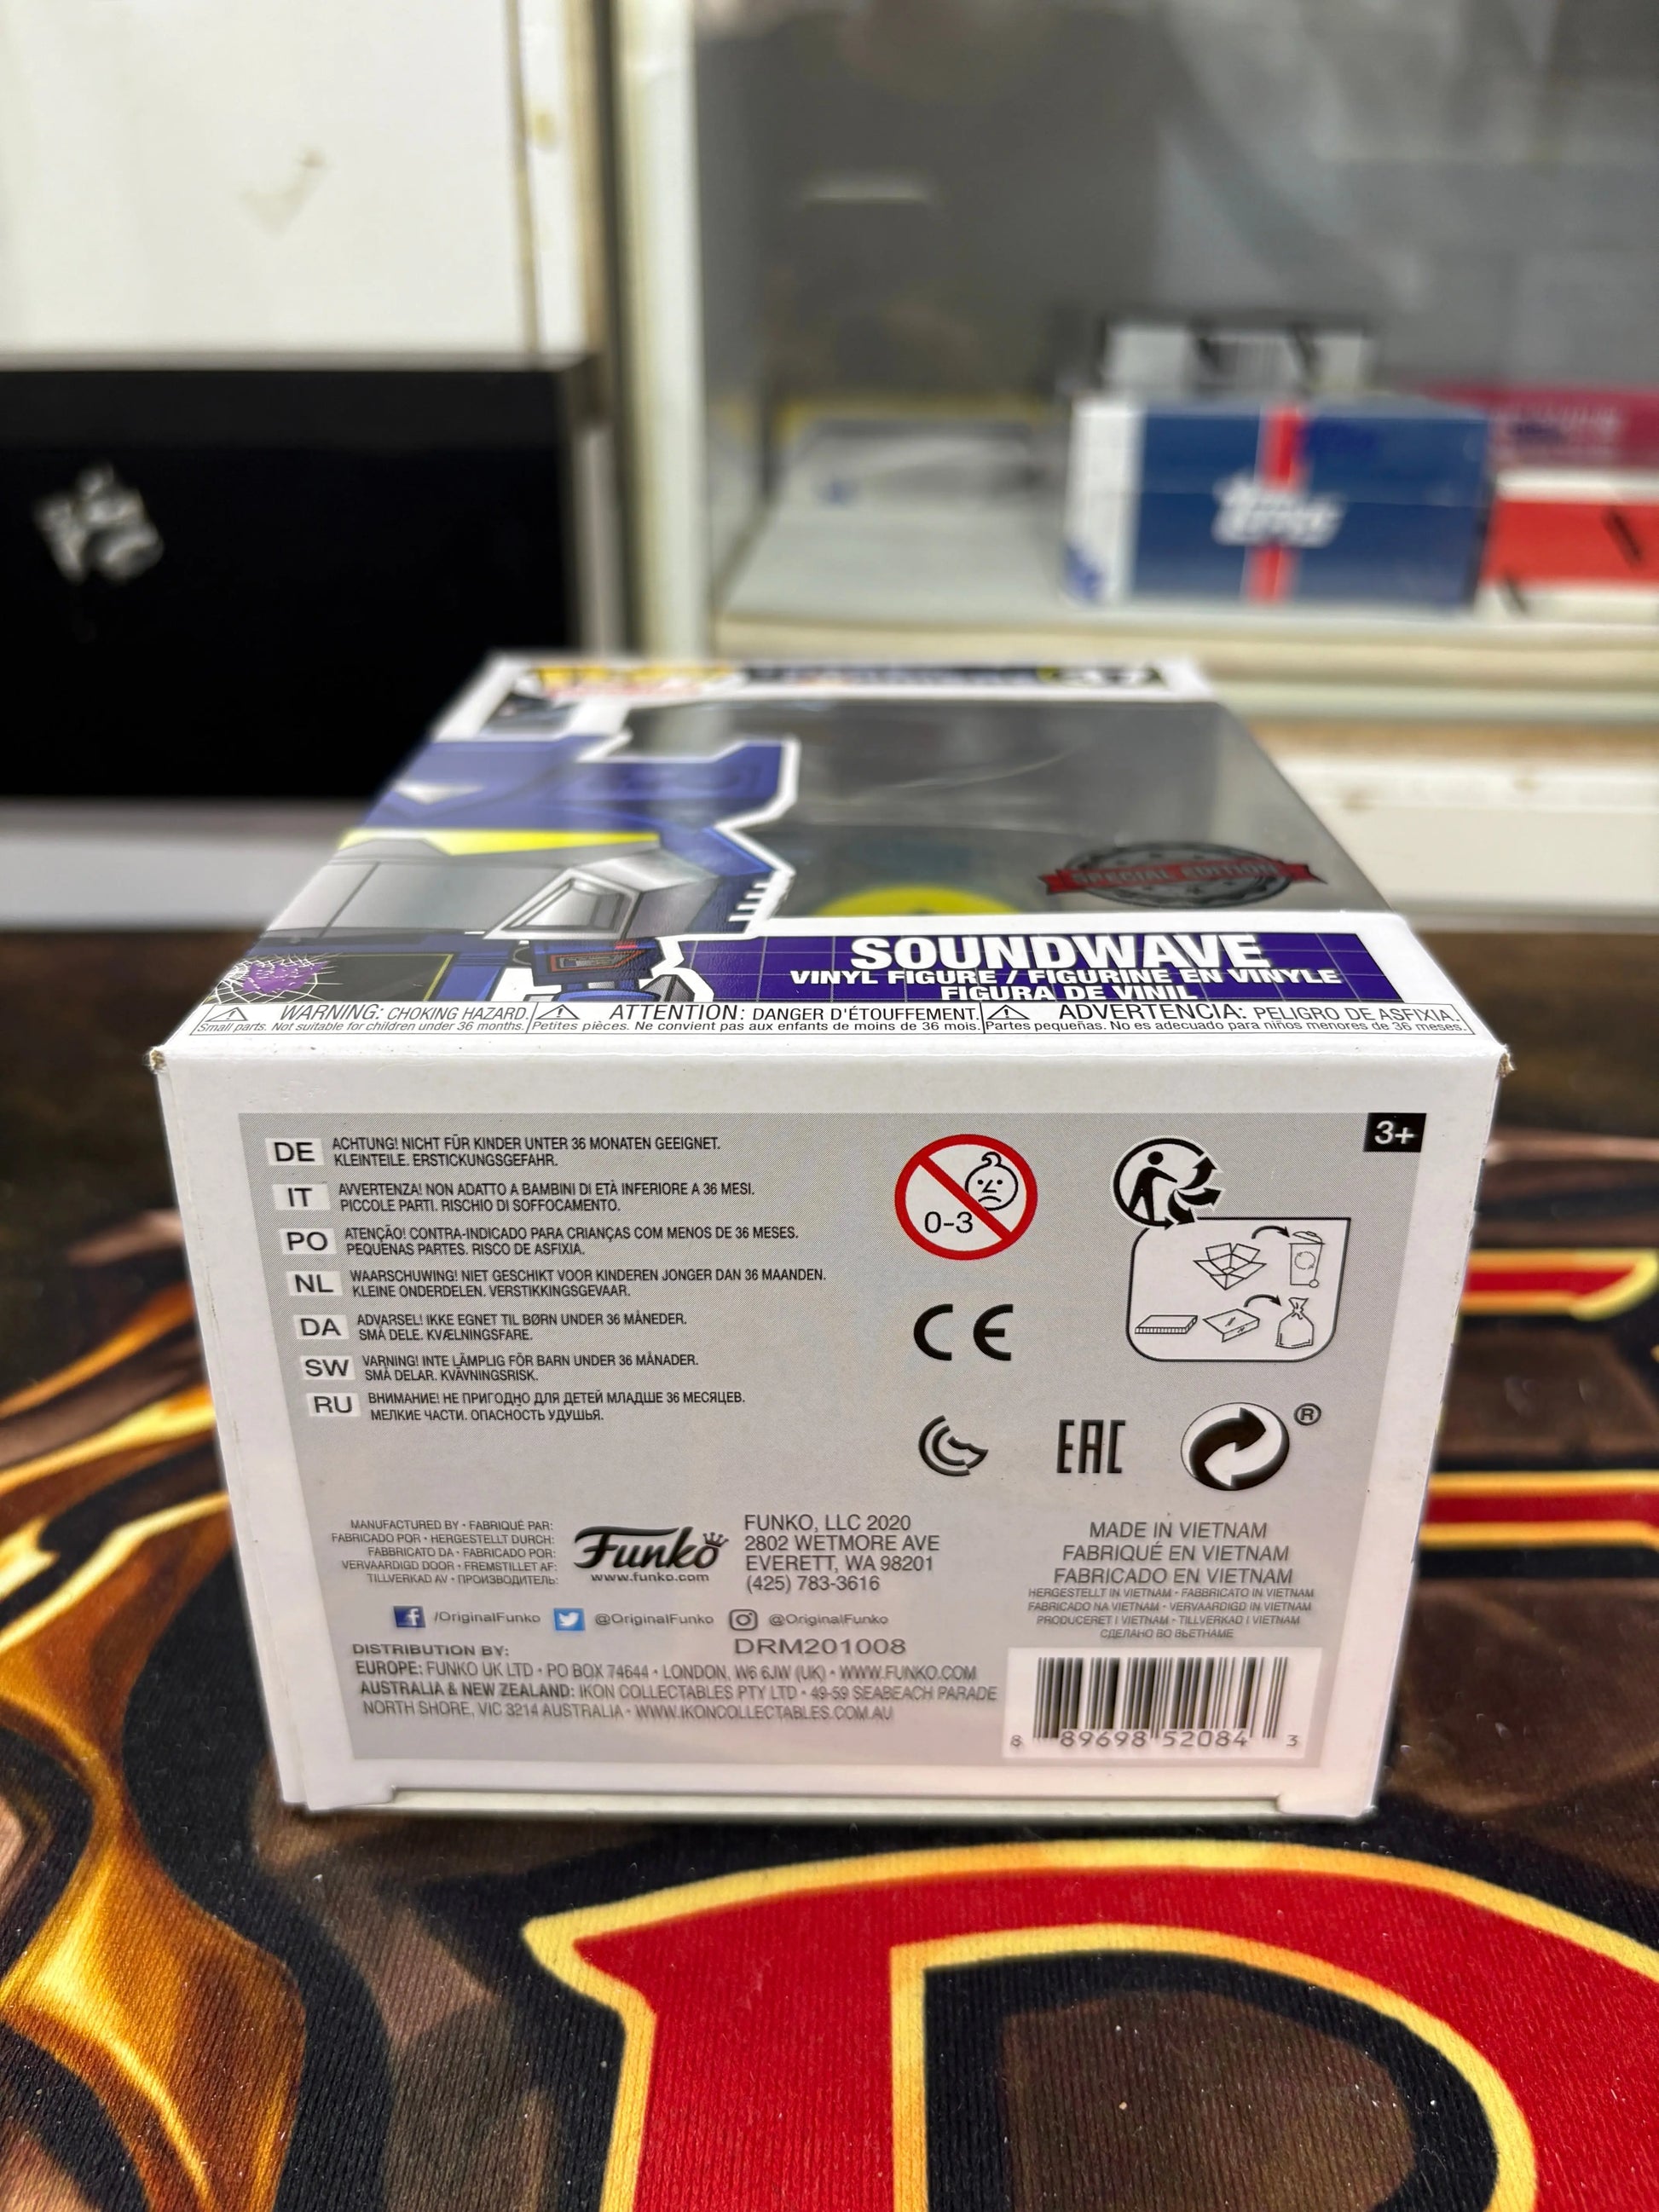 topps
SPECIAL EDITION
SOUNDWAVE
VINYL FIGURE / FIGURINE EN VINYLE
FIGURA DE VINIL
WARNING: CHOKING HAZARD.
Small parts. Not suitable for children under 36 months.
ATTENTION: DANGER D'ÉTOUFFEMENT.
Petites pièces. Ne convient pas aux enfants de moins de 36 mois.
ADVERTENCIA: PELIGRO DE ASFIXIA.
Partes pequeñas. No es adecuado para niños menores de 36 meses.
3+
DE ACHTUNG! NICHT FÜR KINDER UNTER 36 MONATEN GEEIGNET.
KLEINTEILE. ERSTICKUNGSGEFAHR.
IT AVVERTENZA! NON ADATTO A BAMBINI DI ETÀ INFERIORE A 36 MESI.
PICCOLE PARTI. RISCHIO DI SOFFOCAMENTO.
PO ATENÇÃO! CONTRA-INDICADO PARA CRIANÇAS COM MENOS DE 36 MESES.
PEQUENAS PARTES. RISCO DE ASFIXIA.
NL WAARSCHUWING! NIET GESCHIKT VOOR KINDEREN JONGER DAN 36 MAANDEN.
KLEINE ONDERDELEN. VERSTIKKINGSGEVAAR.
DA ADVARSEL! IKKE EGNET TIL BØRN UNDER 36 MÅNEDER.
SMÅ DELE. KVÆLNINGSFARE.
SW VARNING! INTE LÄMPLIG FÖR BARN UNDER 36 MÅNADER.
SMÅ DELAR. KVÄVNINGSRISK.
RU ВНИМАНИЕ! НЕ ПРИГОДНО ДЛЯ ДЕТЕЙ МЛАДШЕ 36 МЕСЯЦЕВ.
МЕЛКИЕ ЧАСТИ. ОПАСНОСТЬ УДУШЬЯ.
0-3
CE
EAC
®
MANUFACTURED BY • FABRIQUÉ PAR:
FABRICADO POR • HERGESTELLT DURCH:
FABBRICATO DA • FABRICADO POR:
VERVAARDIGD DOOR • FREMSTILLET AF:
TILLVERKAD AV • ПРОИЗВОДИТЕЛЬ:
Funko
www.funko.com
FUNKO, LLC 2020
2802 WETMORE AVE
EVERETT, WA 98201
(425) 783-3616
MADE IN VIETNAM
FABRIQUÉ EN VIETNAM
FABRICADO EN VIETNAM
HERGESTELLT IN VIETNAM • FABBRICATO IN VIETNAM
FABRICADO NA VIETNAM • VERVAARDIGD IN VIETNAM
PRODUCERET I VIETNAM • TILLVERKAD I VIETNAM
СДЕЛАНО ВО ВЬЕТНАМЕ
/OriginalFunko @OriginalFunko @OriginalFunko
DRM201008
DISTRIBUTION BY:
EUROPE: FUNKO UK LTD • PO BOX 74644 • LONDON, W6 6JW (UK) • WWW.FUNKO.COM
AUSTRALIA & NEW ZEALAND: IKON COLLECTABLES PTY LTD • 49-59 SEABEACH PARADE
NORTH SHORE, VIC 3214 AUSTRALIA • WWW.IKONCOLLECTABLES.COM.AU
8 89698 52084 3